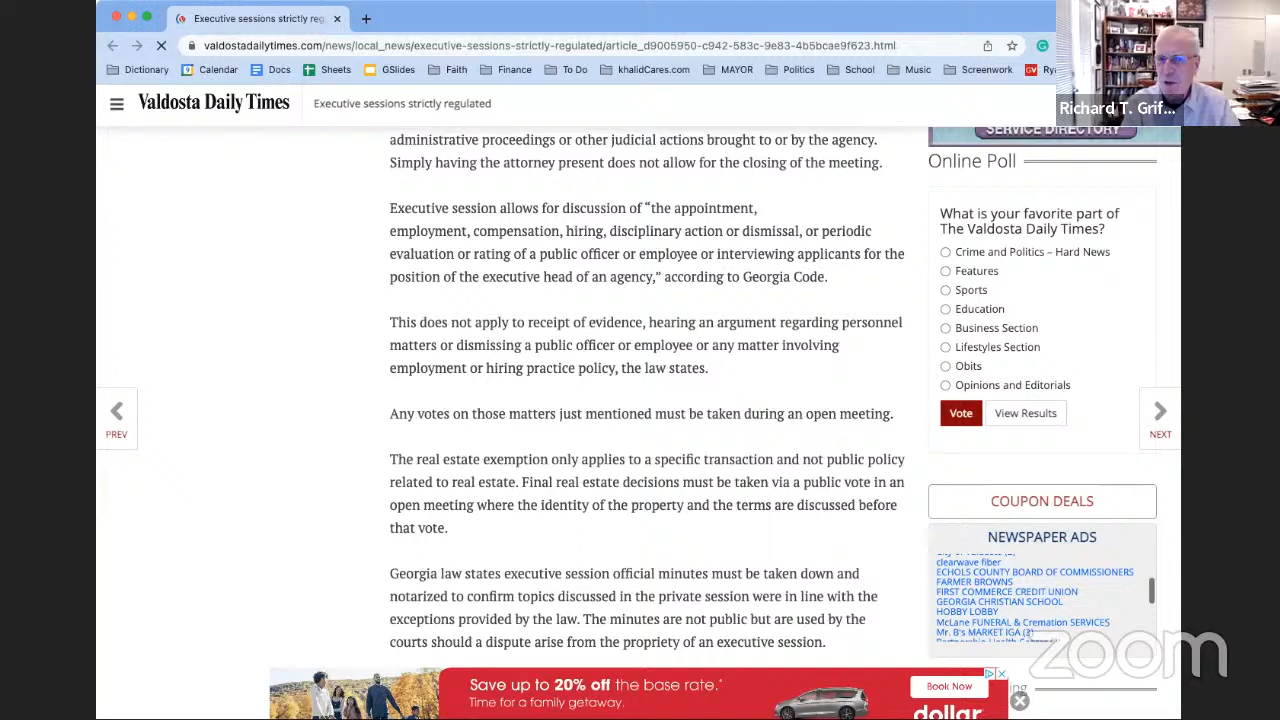 Executive sessions strictly reg
valdostadailytimes.com/news/local_news/executive-sessions-strictly-regulated/article_d9005950-c942-583c-9e83-4b5bcae9f623.html
Dictionary Calendar Docs Sheets GSlides Faith Finance To Do khalidCares.com MAYOR Politics School Music Screenwork
Richard T. Grif...
Valdosta Daily Times
Executive sessions strictly regulated
administrative proceedings or other judicial actions brought to or by the agency.
Simply having the attorney present does not allow for the closing of the meeting.
Executive session allows for discussion of “the appointment,
employment, compensation, hiring, disciplinary action or dismissal, or periodic
evaluation or rating of a public officer or employee or interviewing applicants for the
position of the executive head of an agency,” according to Georgia Code.
This does not apply to receipt of evidence, hearing an argument regarding personnel
matters or dismissing a public officer or employee or any matter involving
employment or hiring practice policy, the law states.
Any votes on those matters just mentioned must be taken during an open meeting.
The real estate exemption only applies to a specific transaction and not public policy
related to real estate. Final real estate decisions must be taken via a public vote in an
open meeting where the identity of the property and the terms are discussed before
that vote.
Georgia law states executive session official minutes must be taken down and
notarized to confirm topics discussed in the private session were in line with the
exceptions provided by the law. The minutes are not public but are used by the
courts should a dispute arise from the propriety of an executive session.
PREV
NEXT
SERVICE DIRECTORY
Online Poll
What is your favorite part of
The Valdosta Daily Times?
Crime and Politics – Hard News
Features
Sports
Education
Business Section
Lifestyles Section
Obits
Opinions and Editorials
Vote View Results
COUPON DEALS
NEWSPAPER ADS
clearwave fiber
ECHOLS COUNTY BOARD OF COMMISSIONERS
FARMER BROWNS
FIRST COMMERCE CREDIT UNION
GEORGIA CHRISTIAN SCHOOL
HOBBY LOBBY
McLane FUNERAL & Cremation SERVICES
Mr. B's MARKET IGA (3)
zoom
Save up to 20% off the base rate.*
Time for a family getaway.
Book Now
dollar